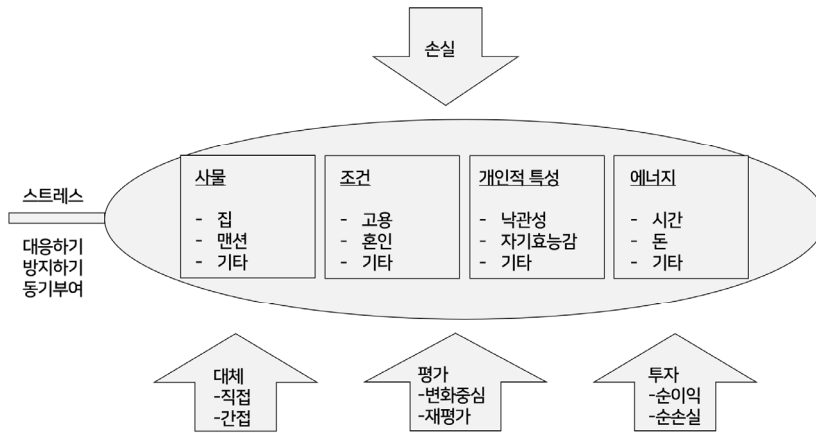 손실
스트레스
대응하기
방지하기
동기부여
사물
- 집
- 맨션
- 기타
조건
- 고용
- 혼인
- 기타
개인적 특성
- 낙관성
- 자기효능감
- 기타
에너지
- 시간
- 돈
- 기타
대체
-직접
-간접
평가
-변화중심
-재평가
투자
-순이익
-순손실